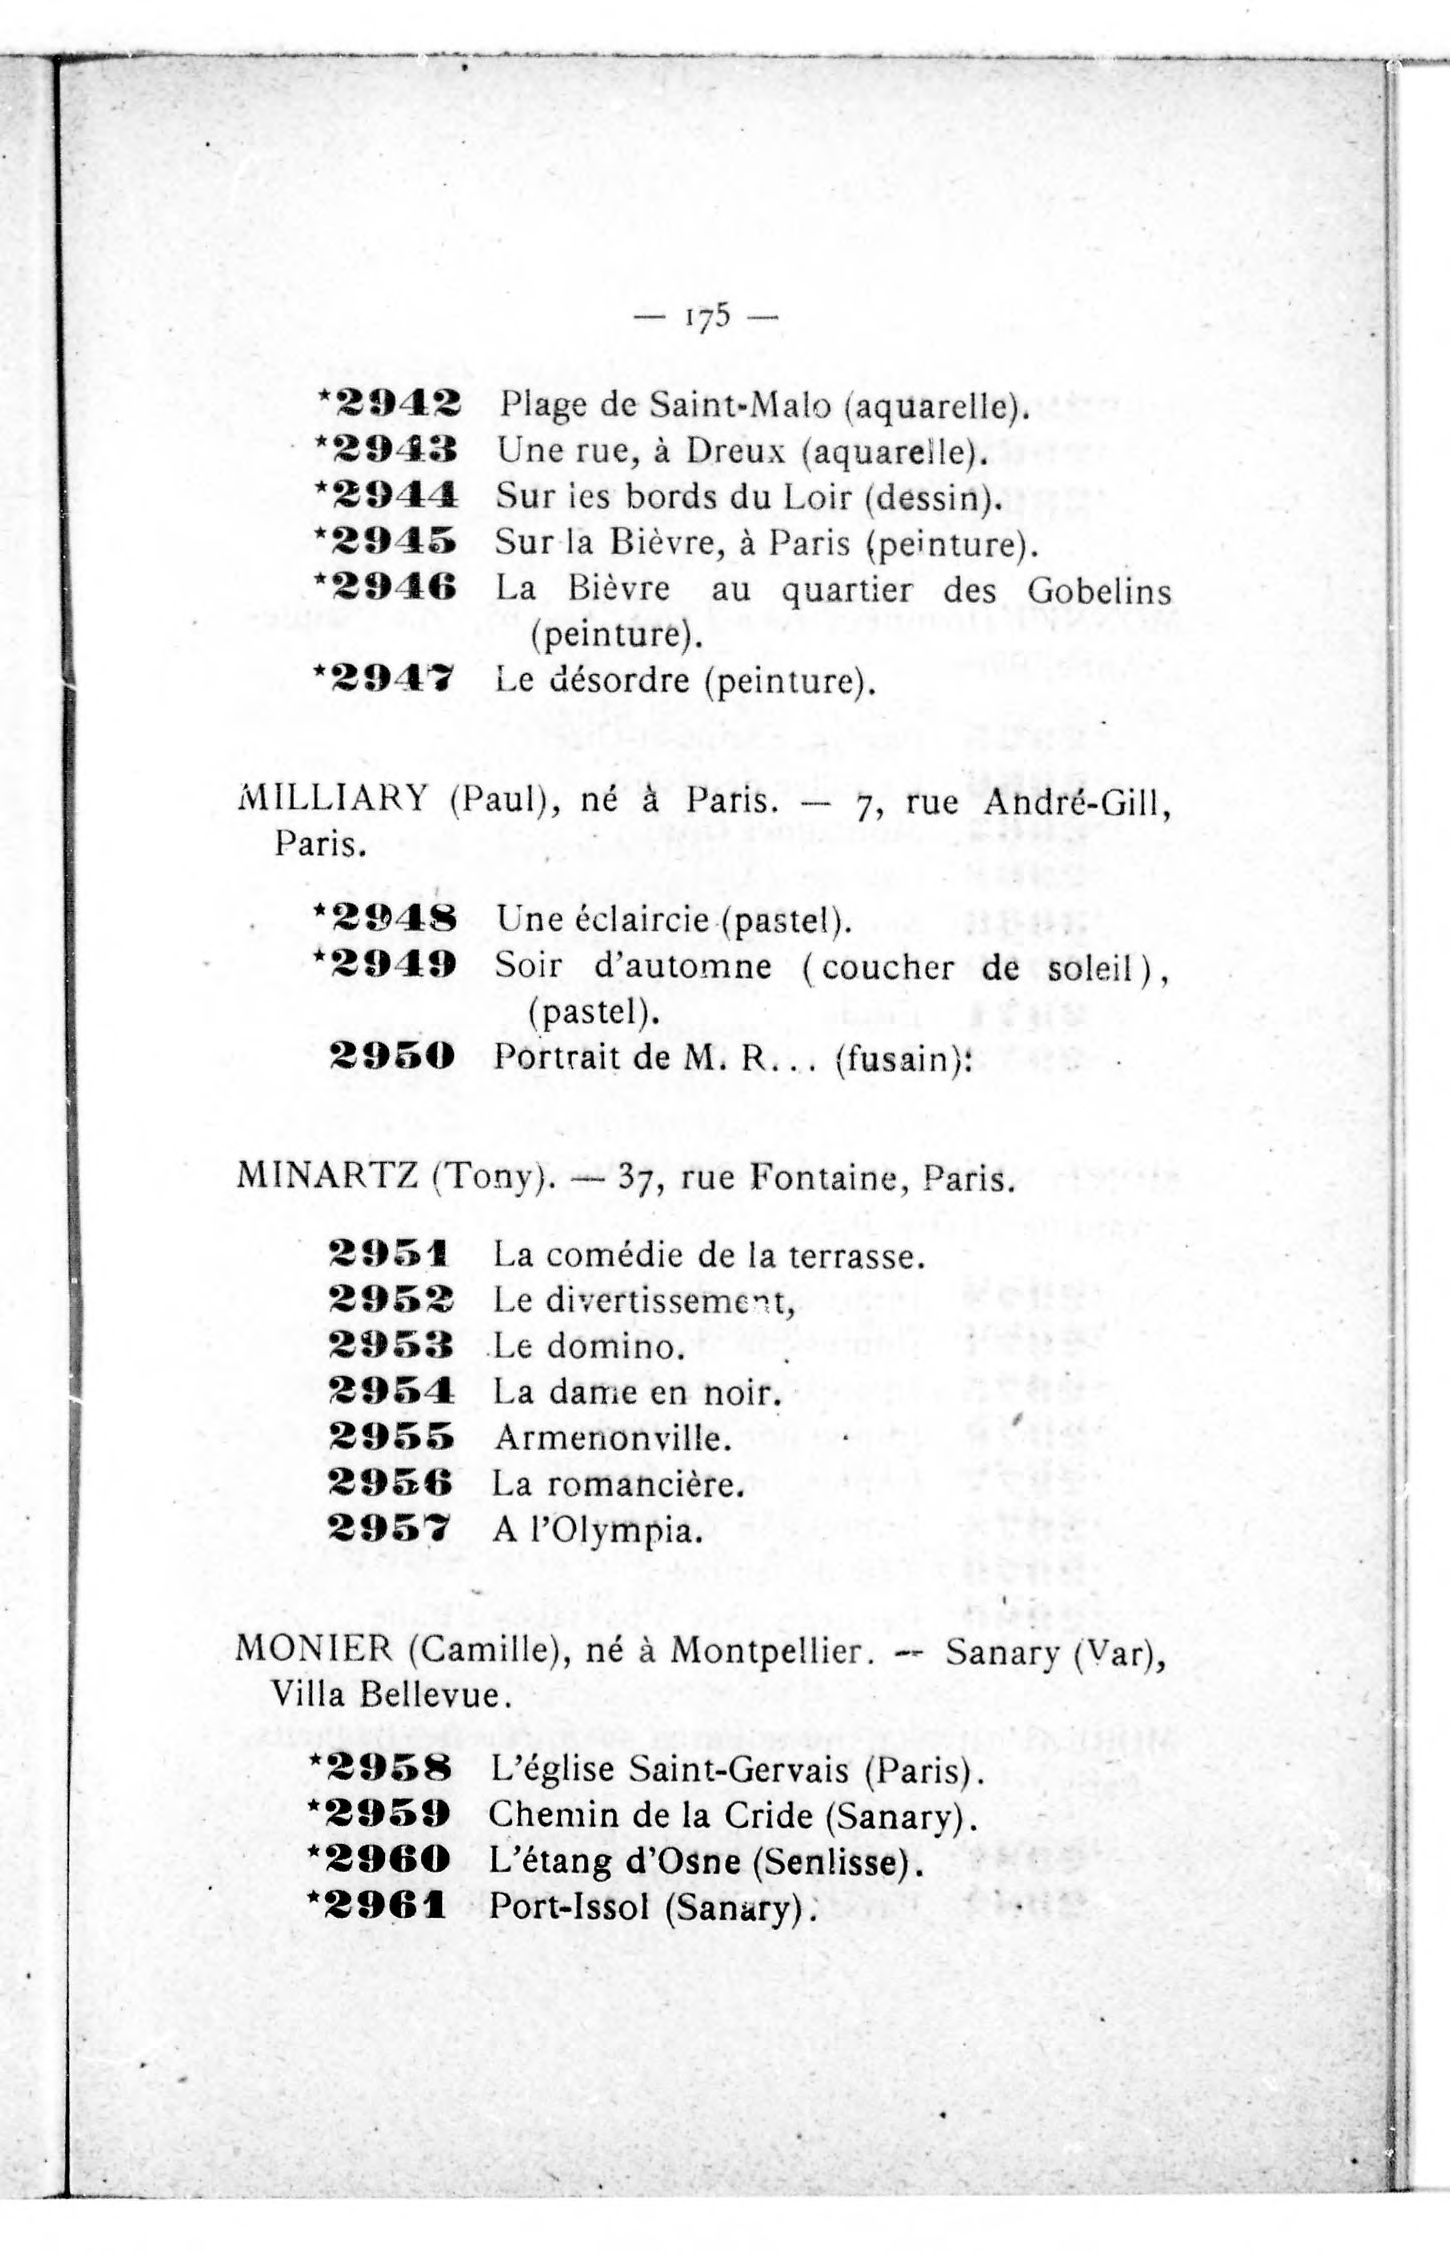 — 175 —
*2942 Plage de Saint-Malo (aquarelle).
*2943 Une rue, à Dreux (aquarelle).
*2944 Sur les bords du Loir (dessin).
*2945 Sur la Bièvre, à Paris (peinture).
*2946 La Bièvre au quartier des Gobelins
(peinture).
*2947 Le désordre (peinture).
MILLIARY (Paul), né à Paris. — 7, rue André-Gill,
Paris.
*2948 Une éclaircie (pastel).
*2949 Soir d'automne (coucher de soleil),
(pastel).
2950 Portrait de M. R... (fusain).
MINARTZ (Tony). — 37, rue Fontaine, Paris.
2951 La comédie de la terrasse.
2952 Le divertissement,
2953 Le domino.
2954 La dame en noir.
2955 Armenonville.
2956 La romancière.
2957 A l'Olympia.
MONIER (Camille), né à Montpellier. — Sanary (Var),
Villa Bellevue.
*2958 L'église Saint-Gervais (Paris).
*2959 Chemin de la Cride (Sanary).
*2960 L'étang d'Osne (Senlisse).
*2961 Port-Issol (Sanary).